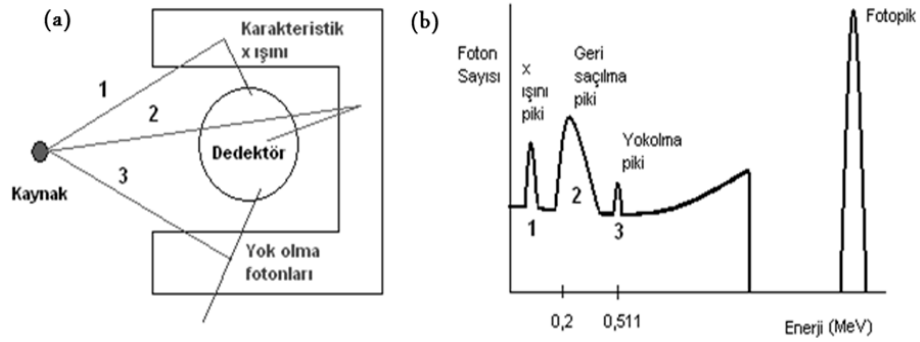 (a)
Karakteristik
x ışını
1
2
3
Kaynak
Dedektör
Yok olma
fotonları
(b)
Foton
Sayısı
x
ışını
piki
Geri
saçılma
piki
Yokolma
piki
Fotopik
1
2
3
0,2
0,511
Enerji (MeV)